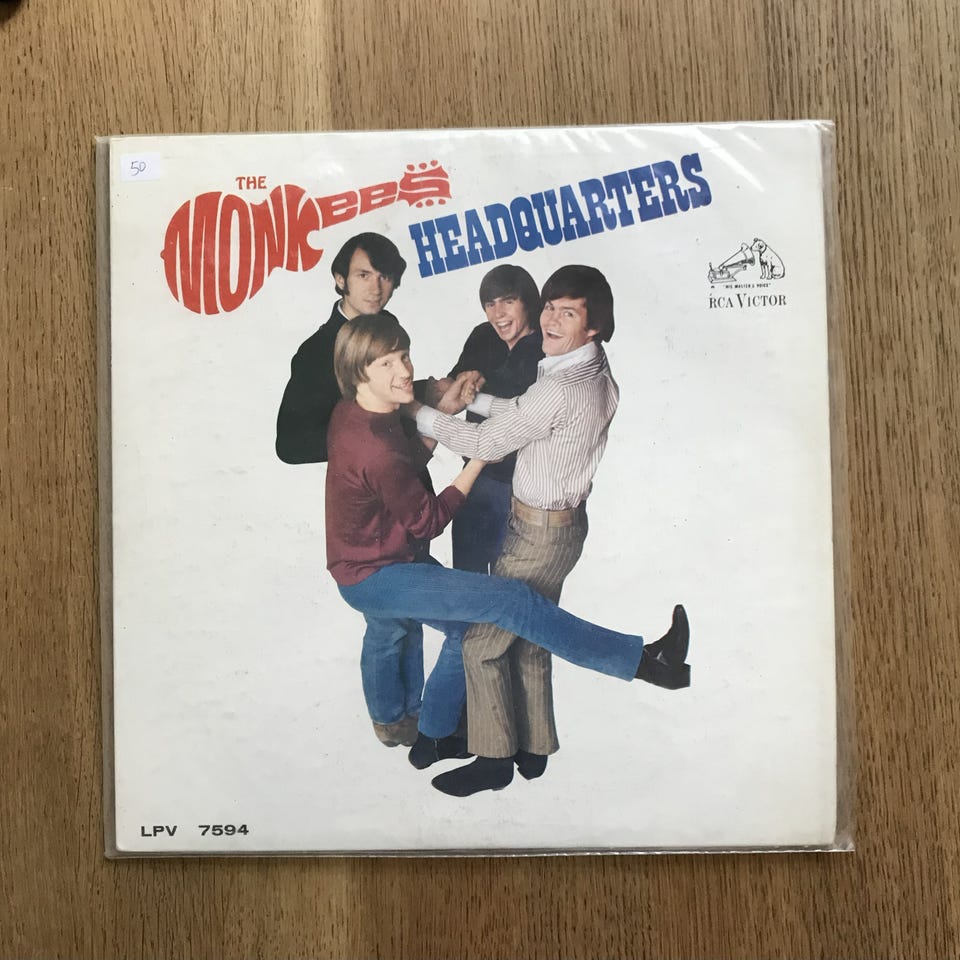 50
THE
MONKEES
HEADQUARTERS
"HIS MASTER'S VOICE"
RCA VICTOR
LPV 7594